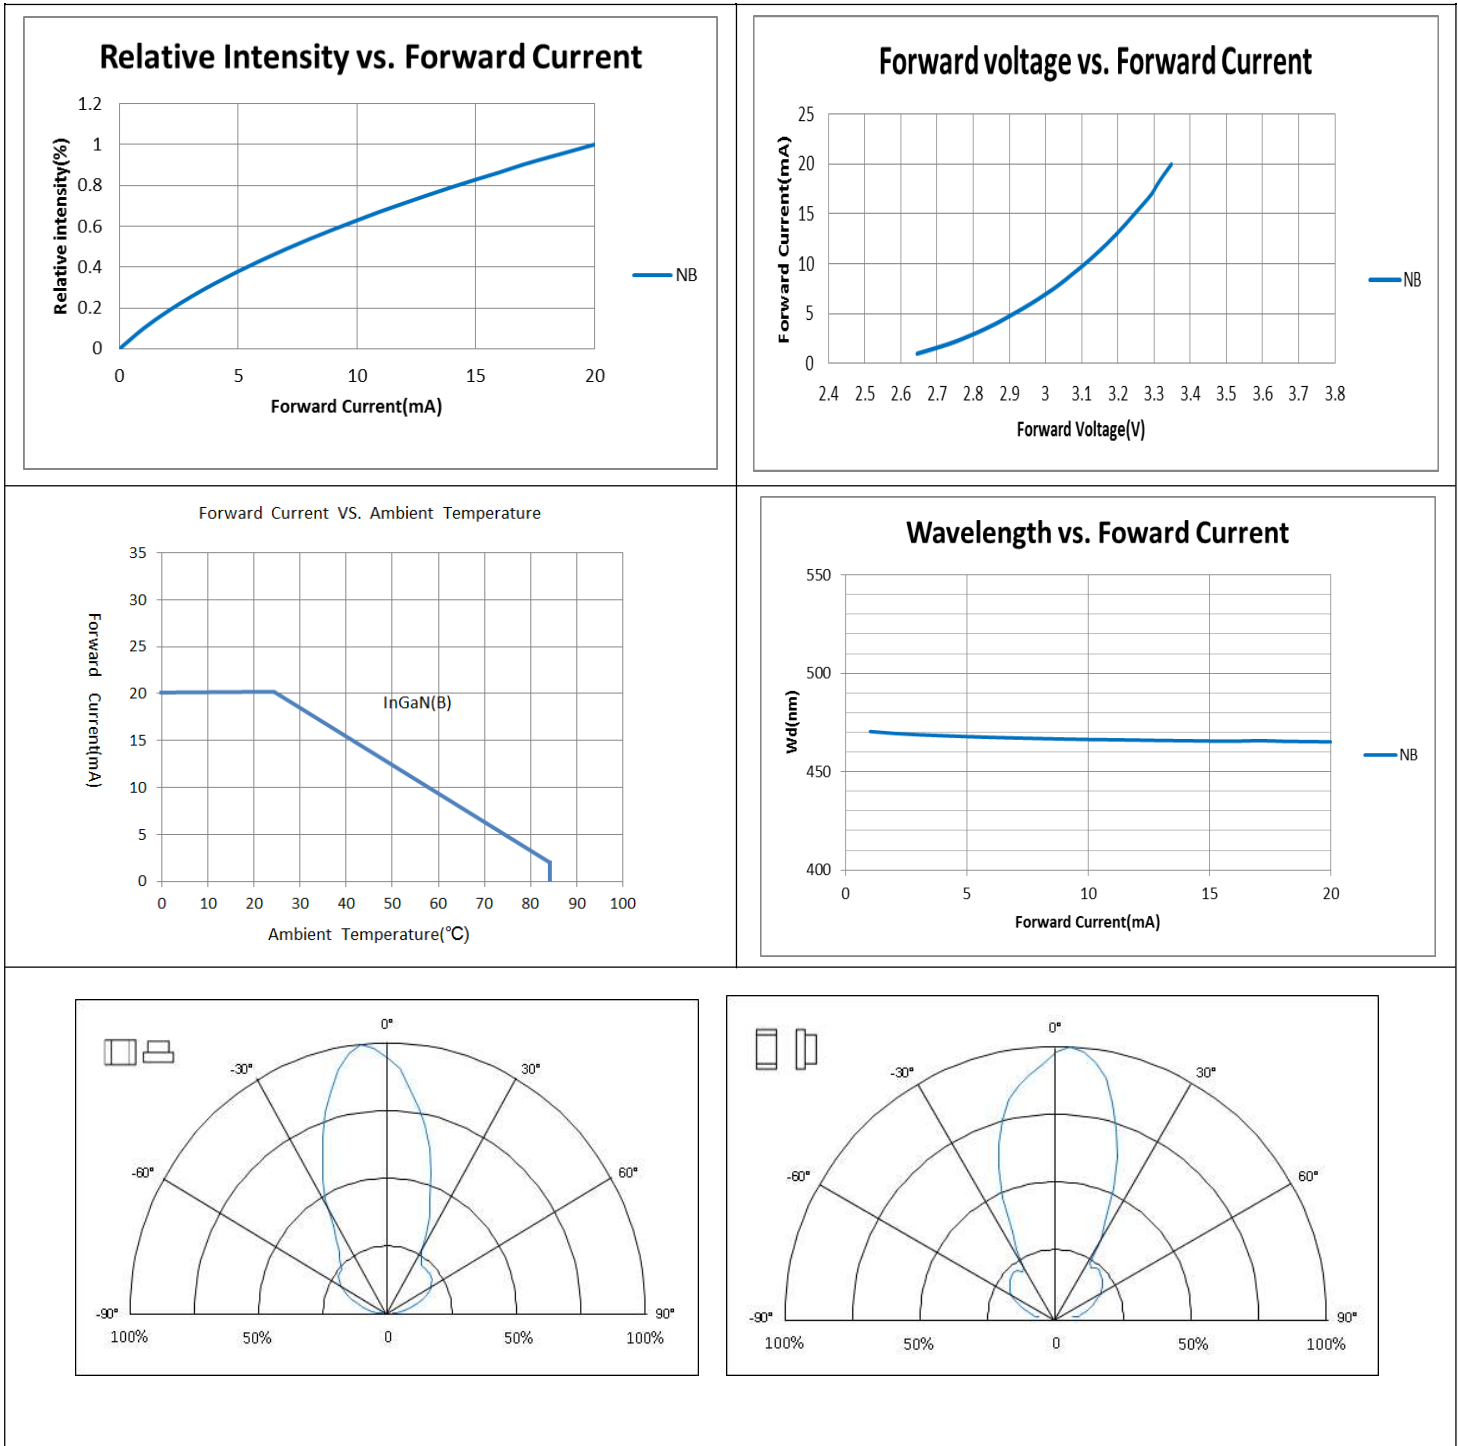 Relative Intensity vs. Forward Current
1.2
1
0.8
0.6
0.4
0.2
0
Relative intensity(%)
0 5 10 15 20
Forward Current(mA)
NB
Forward voltage vs. Forward Current
25
20
15
10
5
0
Forward Current(mA)
2.4 2.5 2.6 2.7 2.8 2.9 3 3.1 3.2 3.3 3.4 3.5 3.6 3.7 3.8
Forward Voltage(V)
NB
Forward Current VS. Ambient Temperature
35
30
25
20
15
10
5
0
Forward Current(mA)
InGaN(B)
0 10 20 30 40 50 60 70 80 90 100
Ambient Temperature(℃)
Wavelength vs. Foward Current
550
500
450
400
Wd(nm)
0 5 10 15 20
Forward Current(mA)
NB
0°
-30° 30°
-60° 60°
-90° 90°
100% 50% 0 50% 100%
0°
-30° 30°
-60° 60°
-90° 90°
100% 50% 0 50% 100%